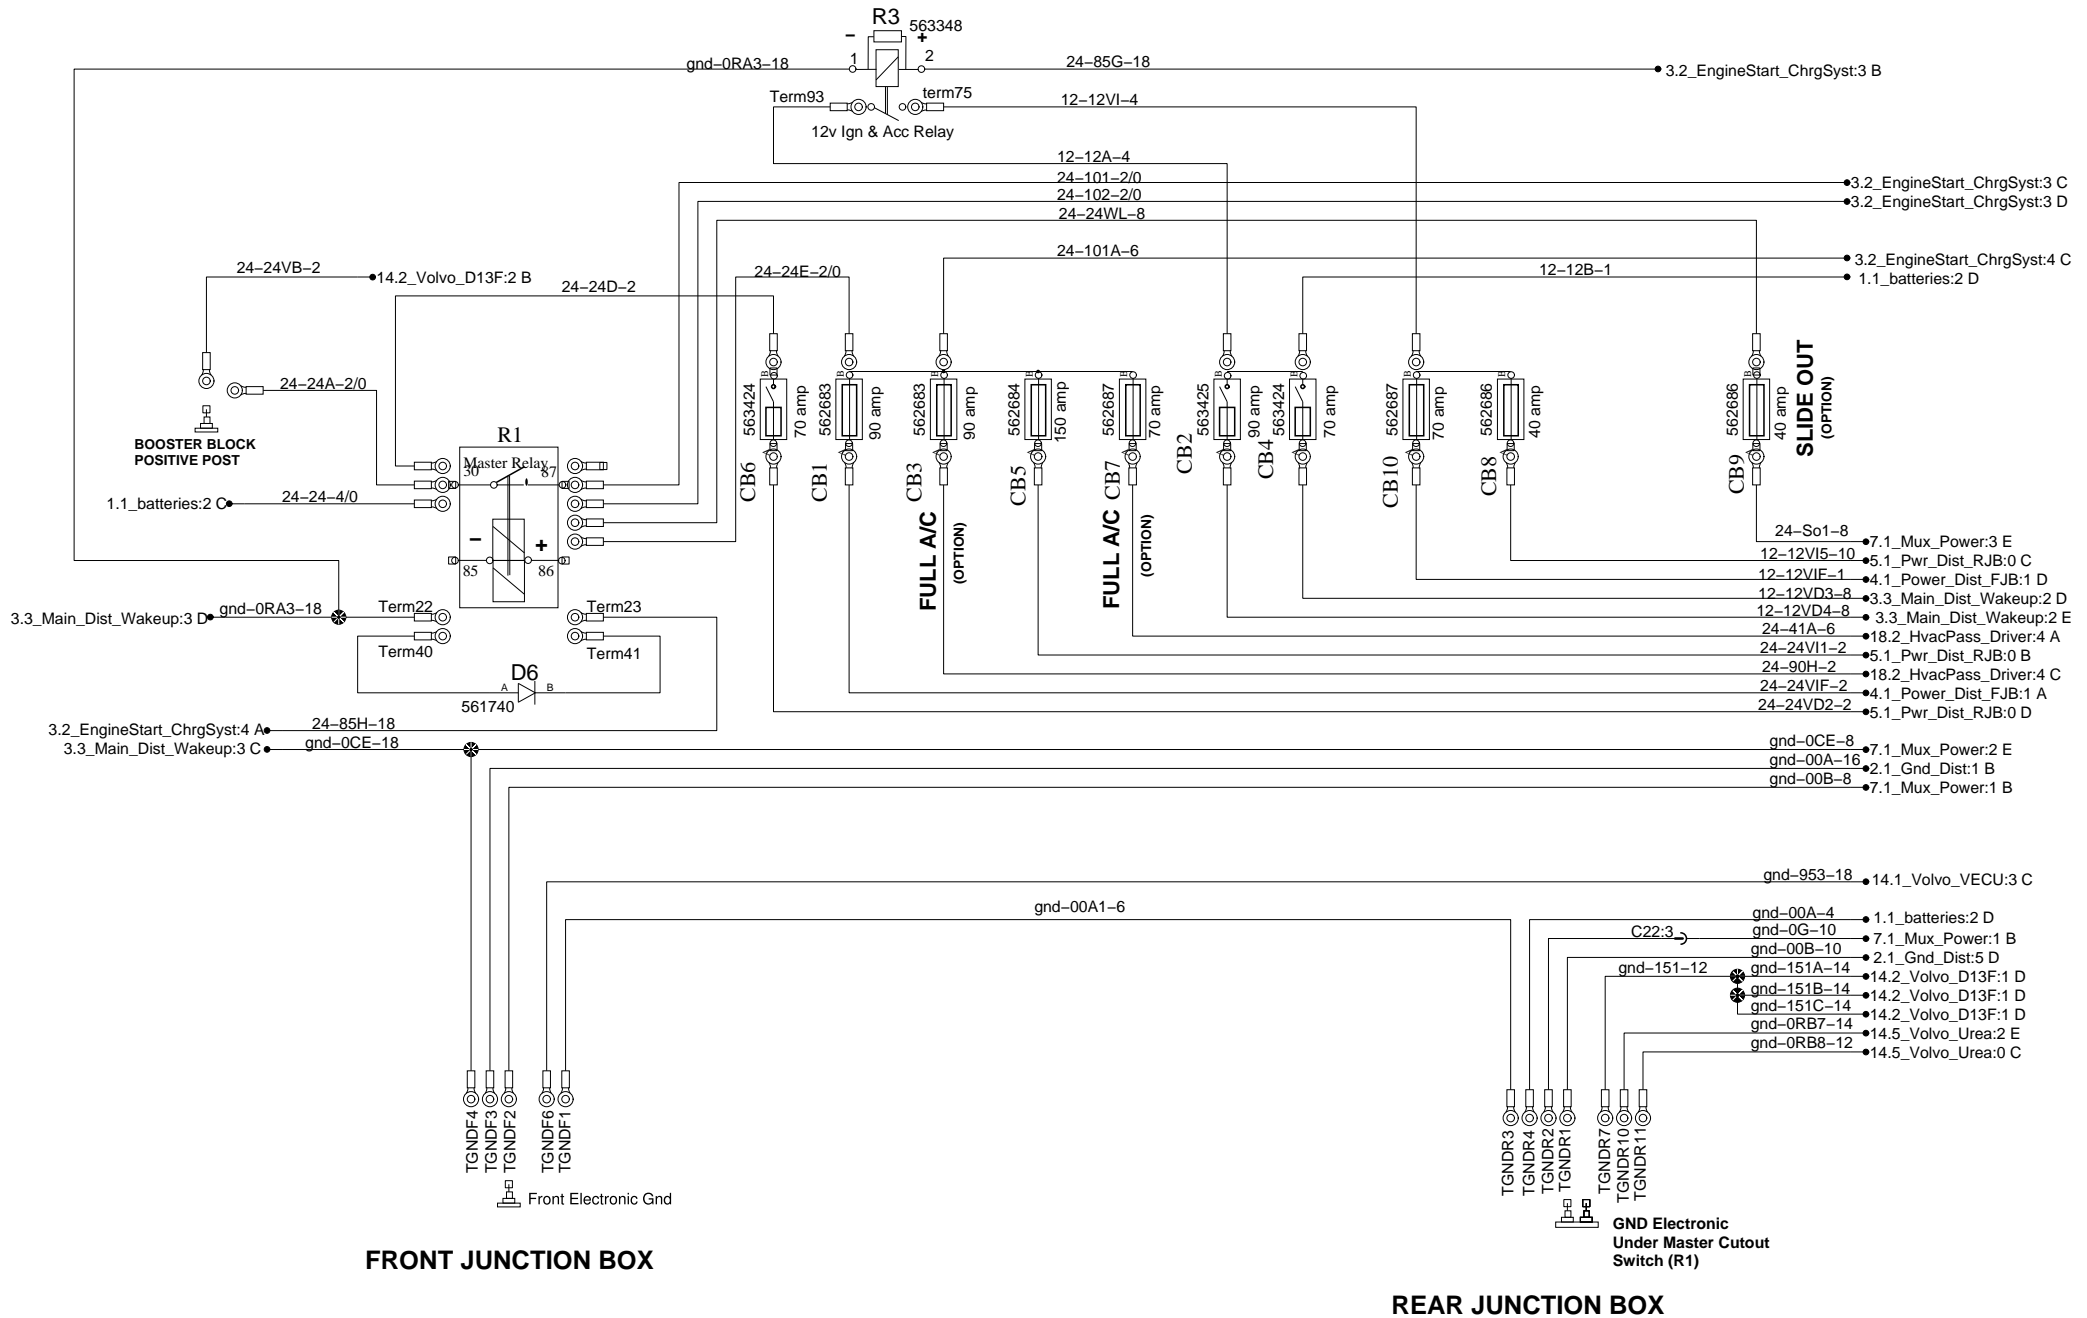 R3
563348
−
+
1
2
gnd−0RA3−18
24−85G−18
3.2_EngineStart_ChrgSyst:3 B
Term93
term75
12−12VI−4
12v Ign & Acc Relay
12−12A−4
24−101−2/0
3.2_EngineStart_ChrgSyst:3 C
24−102−2/0
3.2_EngineStart_ChrgSyst:3 D
24−24WL−8
24−101A−6
3.2_EngineStart_ChrgSyst:4 C
24−24VB−2
14.2_Volvo_D13F:2 B
24−24E−2/0
12−12B−1
1.1_batteries:2 D
24−24D−2
24−24A−2/0
BOOSTER BLOCK
POSITIVE POST
1.1_batteries:2 C
24−24−4/0
R1
Master Relay
30
87
−
+
85
86
B
563424
70 amp
CB6
B
562683
90 amp
CB1
B
562683
90 amp
CB3
B
562684
150 amp
CB5
B
562687
70 amp
CB7
B
563425
90 amp
CB2
B
563424
70 amp
CB4
B
562687
70 amp
CB10
B
562686
40 amp
CB8
B
562686
40 amp
CB9
SLIDE OUT
(OPTION)
FULL A/C
(OPTION)
FULL A/C
(OPTION)
24−So1−8
7.1_Mux_Power:3 E
12−12VI5−10
5.1_Pwr_Dist_RJB:0 C
12−12VIF−1
4.1_Power_Dist_FJB:1 D
12−12VD3−8
3.3_Main_Dist_Wakeup:2 D
12−12VD4−8
3.3_Main_Dist_Wakeup:2 E
24−41A−6
18.2_HvacPass_Driver:4 A
24−24VI1−2
5.1_Pwr_Dist_RJB:0 B
24−90H−2
18.2_HvacPass_Driver:4 C
24−24VIF−2
4.1_Power_Dist_FJB:1 A
24−24VD2−2
5.1_Pwr_Dist_RJB:0 D
3.3_Main_Dist_Wakeup:3 D
gnd−0RA3−18
Term22
Term23
Term40
Term41
D6
A
B
561740
3.2_EngineStart_ChrgSyst:4 A
24−85H−18
3.3_Main_Dist_Wakeup:3 C
gnd−0CE−18
gnd−0CE−8
7.1_Mux_Power:2 E
gnd−00A−16
2.1_Gnd_Dist:1 B
gnd−00B−8
7.1_Mux_Power:1 B
gnd−953−18
14.1_Volvo_VECU:3 C
gnd−00A1−6
gnd−00A−4
1.1_batteries:2 D
C22:3
gnd−0G−10
7.1_Mux_Power:1 B
gnd−00B−10
2.1_Gnd_Dist:5 D
gnd−151−12
gnd−151A−14
14.2_Volvo_D13F:1 D
gnd−151B−14
14.2_Volvo_D13F:1 D
gnd−151C−14
14.2_Volvo_D13F:1 D
gnd−0RB7−14
14.5_Volvo_Urea:2 E
gnd−0RB8−12
14.5_Volvo_Urea:0 C
TGNDF4
TGNDF3
TGNDF2
TGNDF6
TGNDF1
Front Electronic Gnd
TGNDR3
TGNDR4
TGNDR2
TGNDR1
TGNDR7
TGNDR10
TGNDR11
GND Electronic
Under Master Cutout
Switch (R1)
FRONT JUNCTION BOX
REAR JUNCTION BOX